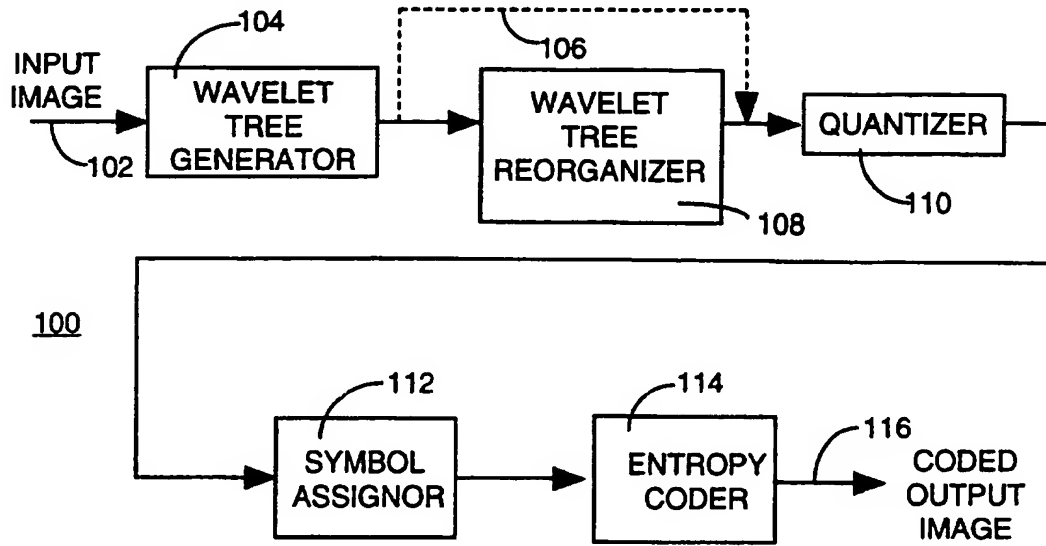 104
106
INPUT
IMAGE
102
WAVELET
TREE
GENERATOR
WAVELET
TREE
REORGANIZER
108
QUANTIZER
110
100
112
SYMBOL
ASSIGNOR
114
ENTROPY
CODER
116
CODED
OUTPUT
IMAGE